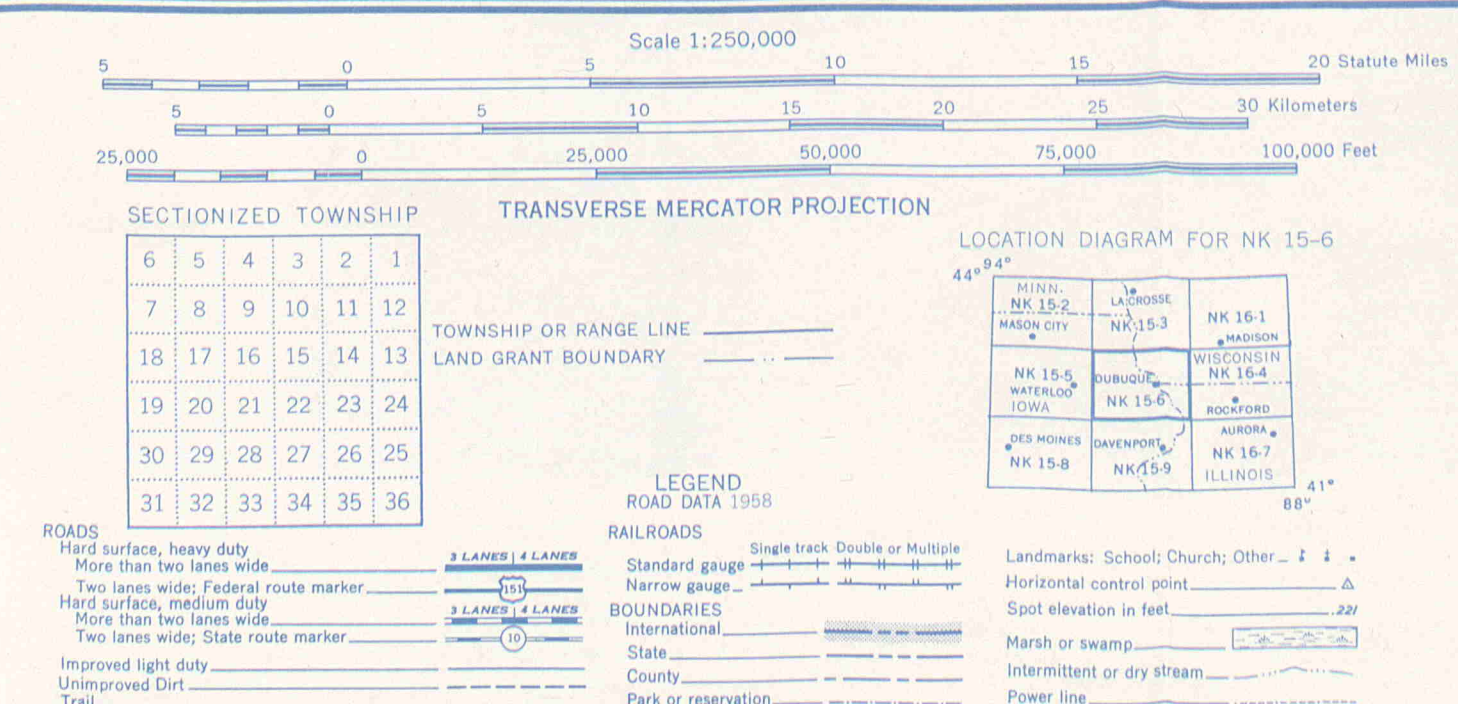 Scale 1:250,000
5 0 5 10 15 20 Statute Miles
5 0 5 10 15 20 25 30 Kilometers
25,000 0 25,000 50,000 75,000 100,000 Feet
SECTIONIZED TOWNSHIP
6 5 4 3 2 1
7 8 9 10 11 12
18 17 16 15 14 13
19 20 21 22 23 24
30 29 28 27 26 25
31 32 33 34 35 36
TRANSVERSE MERCATOR PROJECTION
TOWNSHIP OR RANGE LINE
LAND GRANT BOUNDARY
LOCATION DIAGRAM FOR NK 15-6
44° 94°
MINN.
NK 15-2
MASON CITY
LA CROSSE
NK 15-3
NK 16-1
MADISON
NK 15-5
WATERLOO
IOWA
DUBUQUE
NK 15-6
WISCONSIN
NK 16-4
ROCKFORD
DES MOINES
NK 15-8
DAVENPORT
NK 15-9
AURORA
NK 16-7
ILLINOIS
41°
88°
LEGEND
ROAD DATA 1958
ROADS
Hard surface, heavy duty
More than two lanes wide
3 LANES | 4 LANES
Two lanes wide; Federal route marker
151
Hard surface, medium duty
More than two lanes wide
3 LANES | 4 LANES
Two lanes wide; State route marker
10
Improved light duty
Unimproved Dirt
Trail
RAILROADS
Single track Double or Multiple
Standard gauge
Narrow gauge
BOUNDARIES
International
State
County
Park or reservation
Landmarks: School; Church; Other
Horizontal control point
Spot elevation in feet
.221
Marsh or swamp
Intermittent or dry stream
Power line